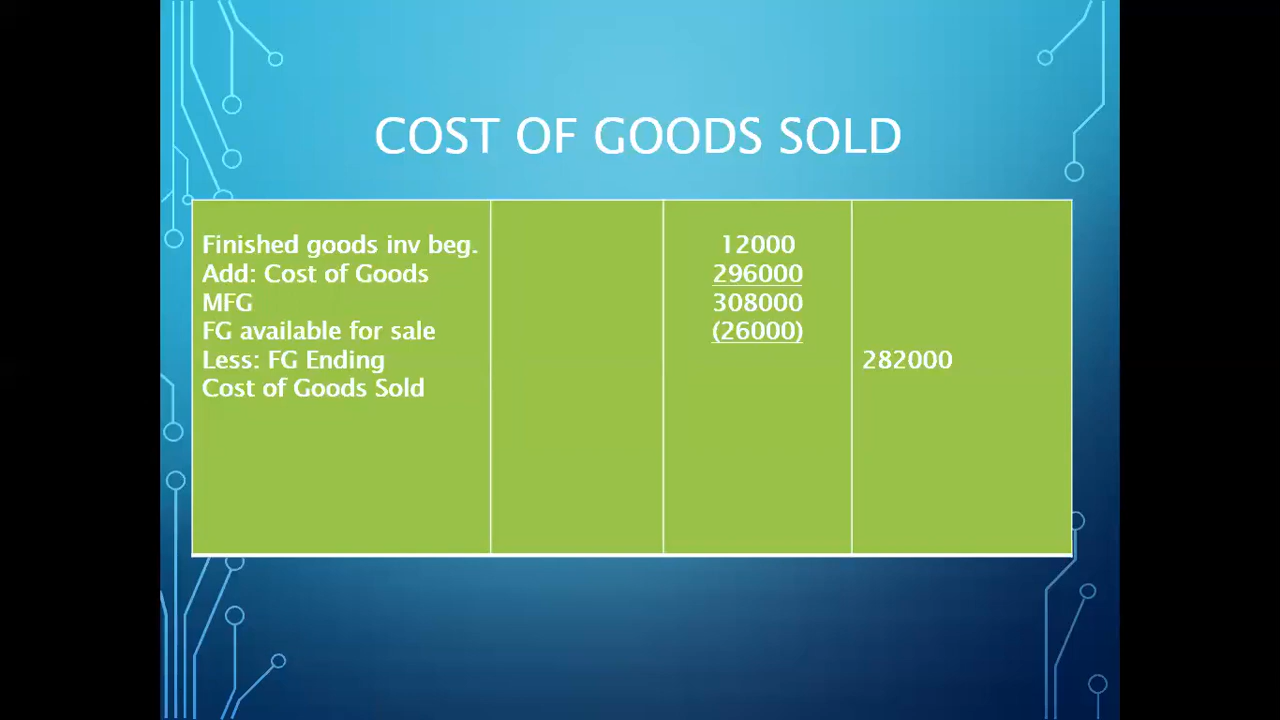 COST OF GOODS SOLD
Finished goods inv beg. 12000
Add: Cost of Goods 296000
MFG 308000
FG available for sale (26000)
Less: FG Ending 282000
Cost of Goods Sold